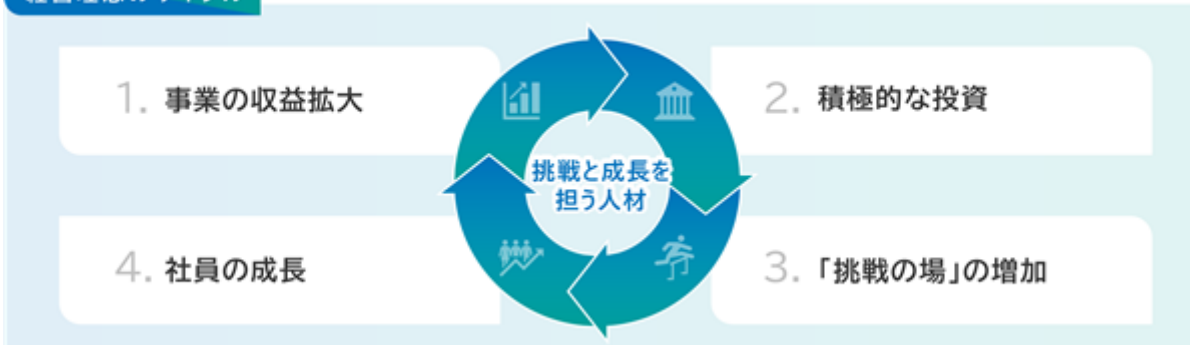 1. 事業の収益拡大
2. 積極的な投資
挑戦と成長を
担う人材
4. 社員の成長
3. 「挑戦の場」の増加